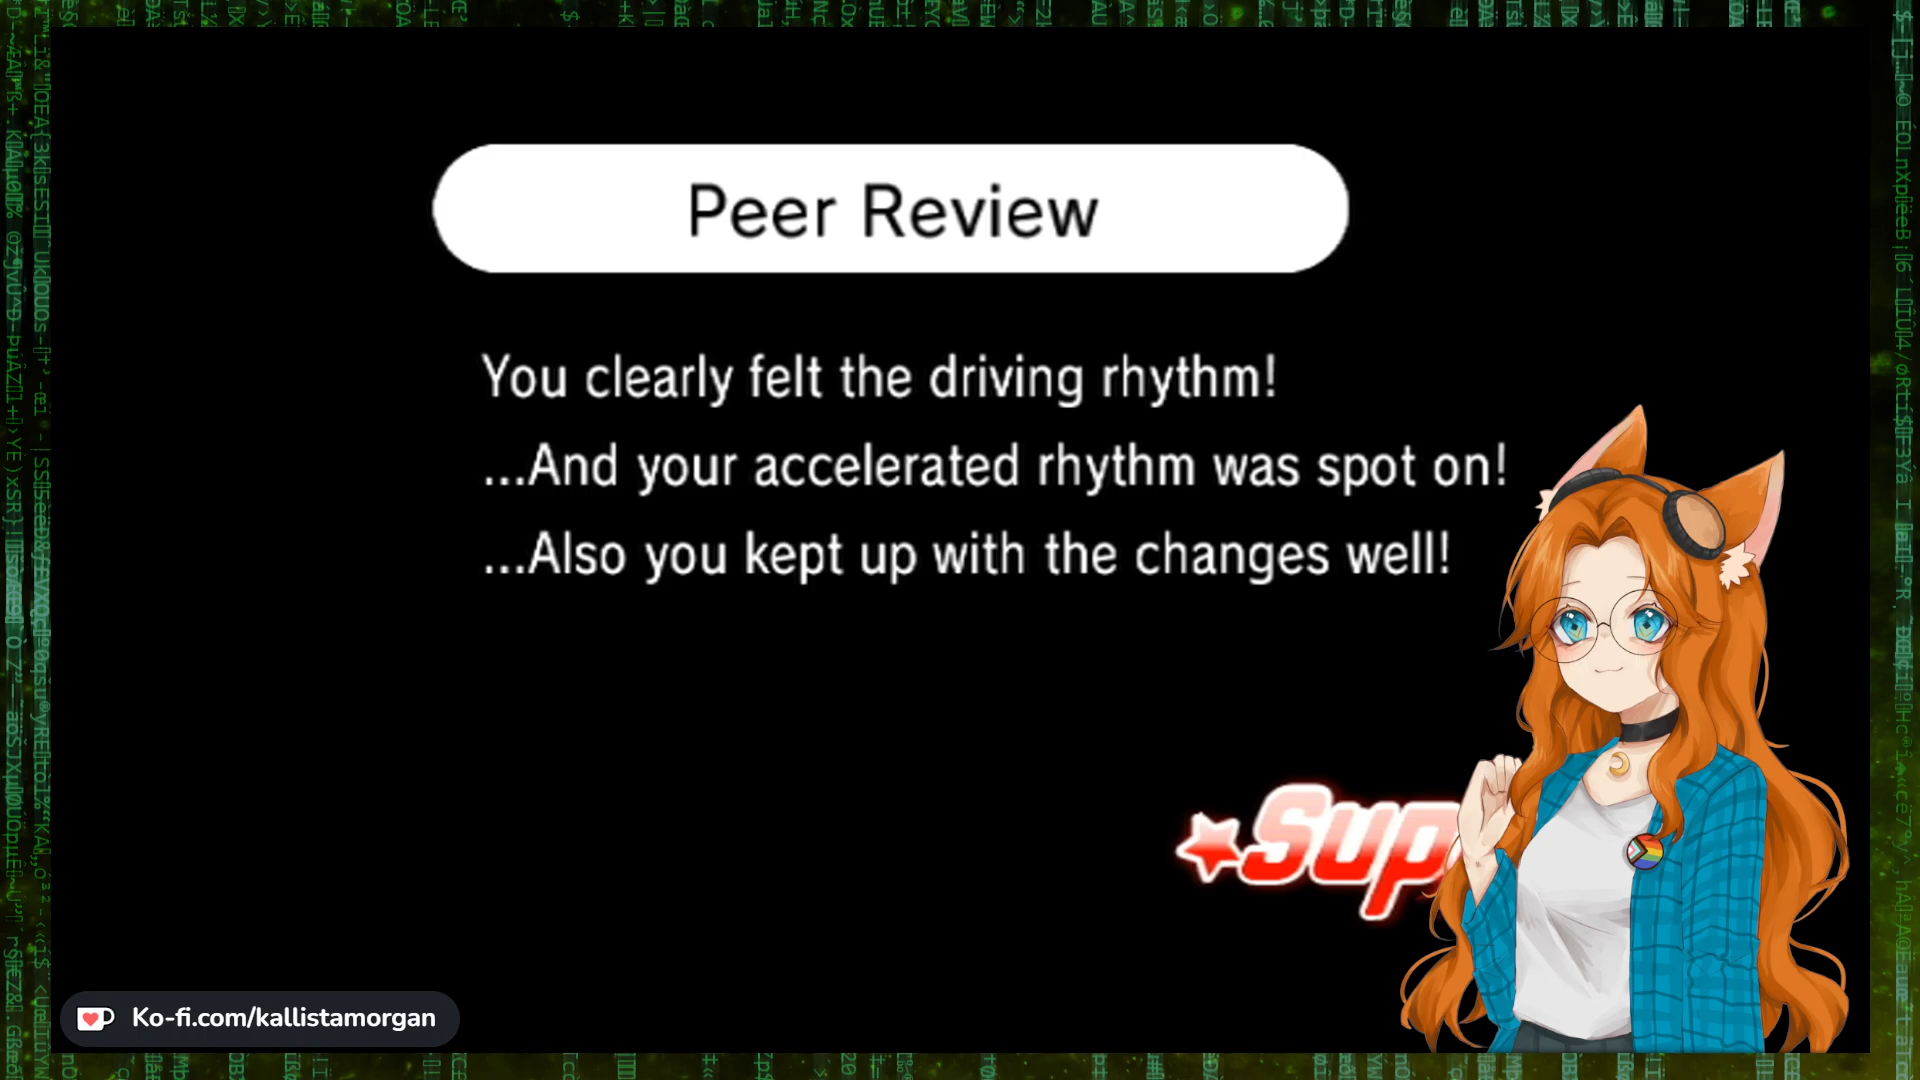 Peer Review
You clearly felt the driving rhythm!
...And your accelerated rhythm was spot on!
...Also you kept up with the changes well!
Sup
Ko-fi.com/kallistamorgan